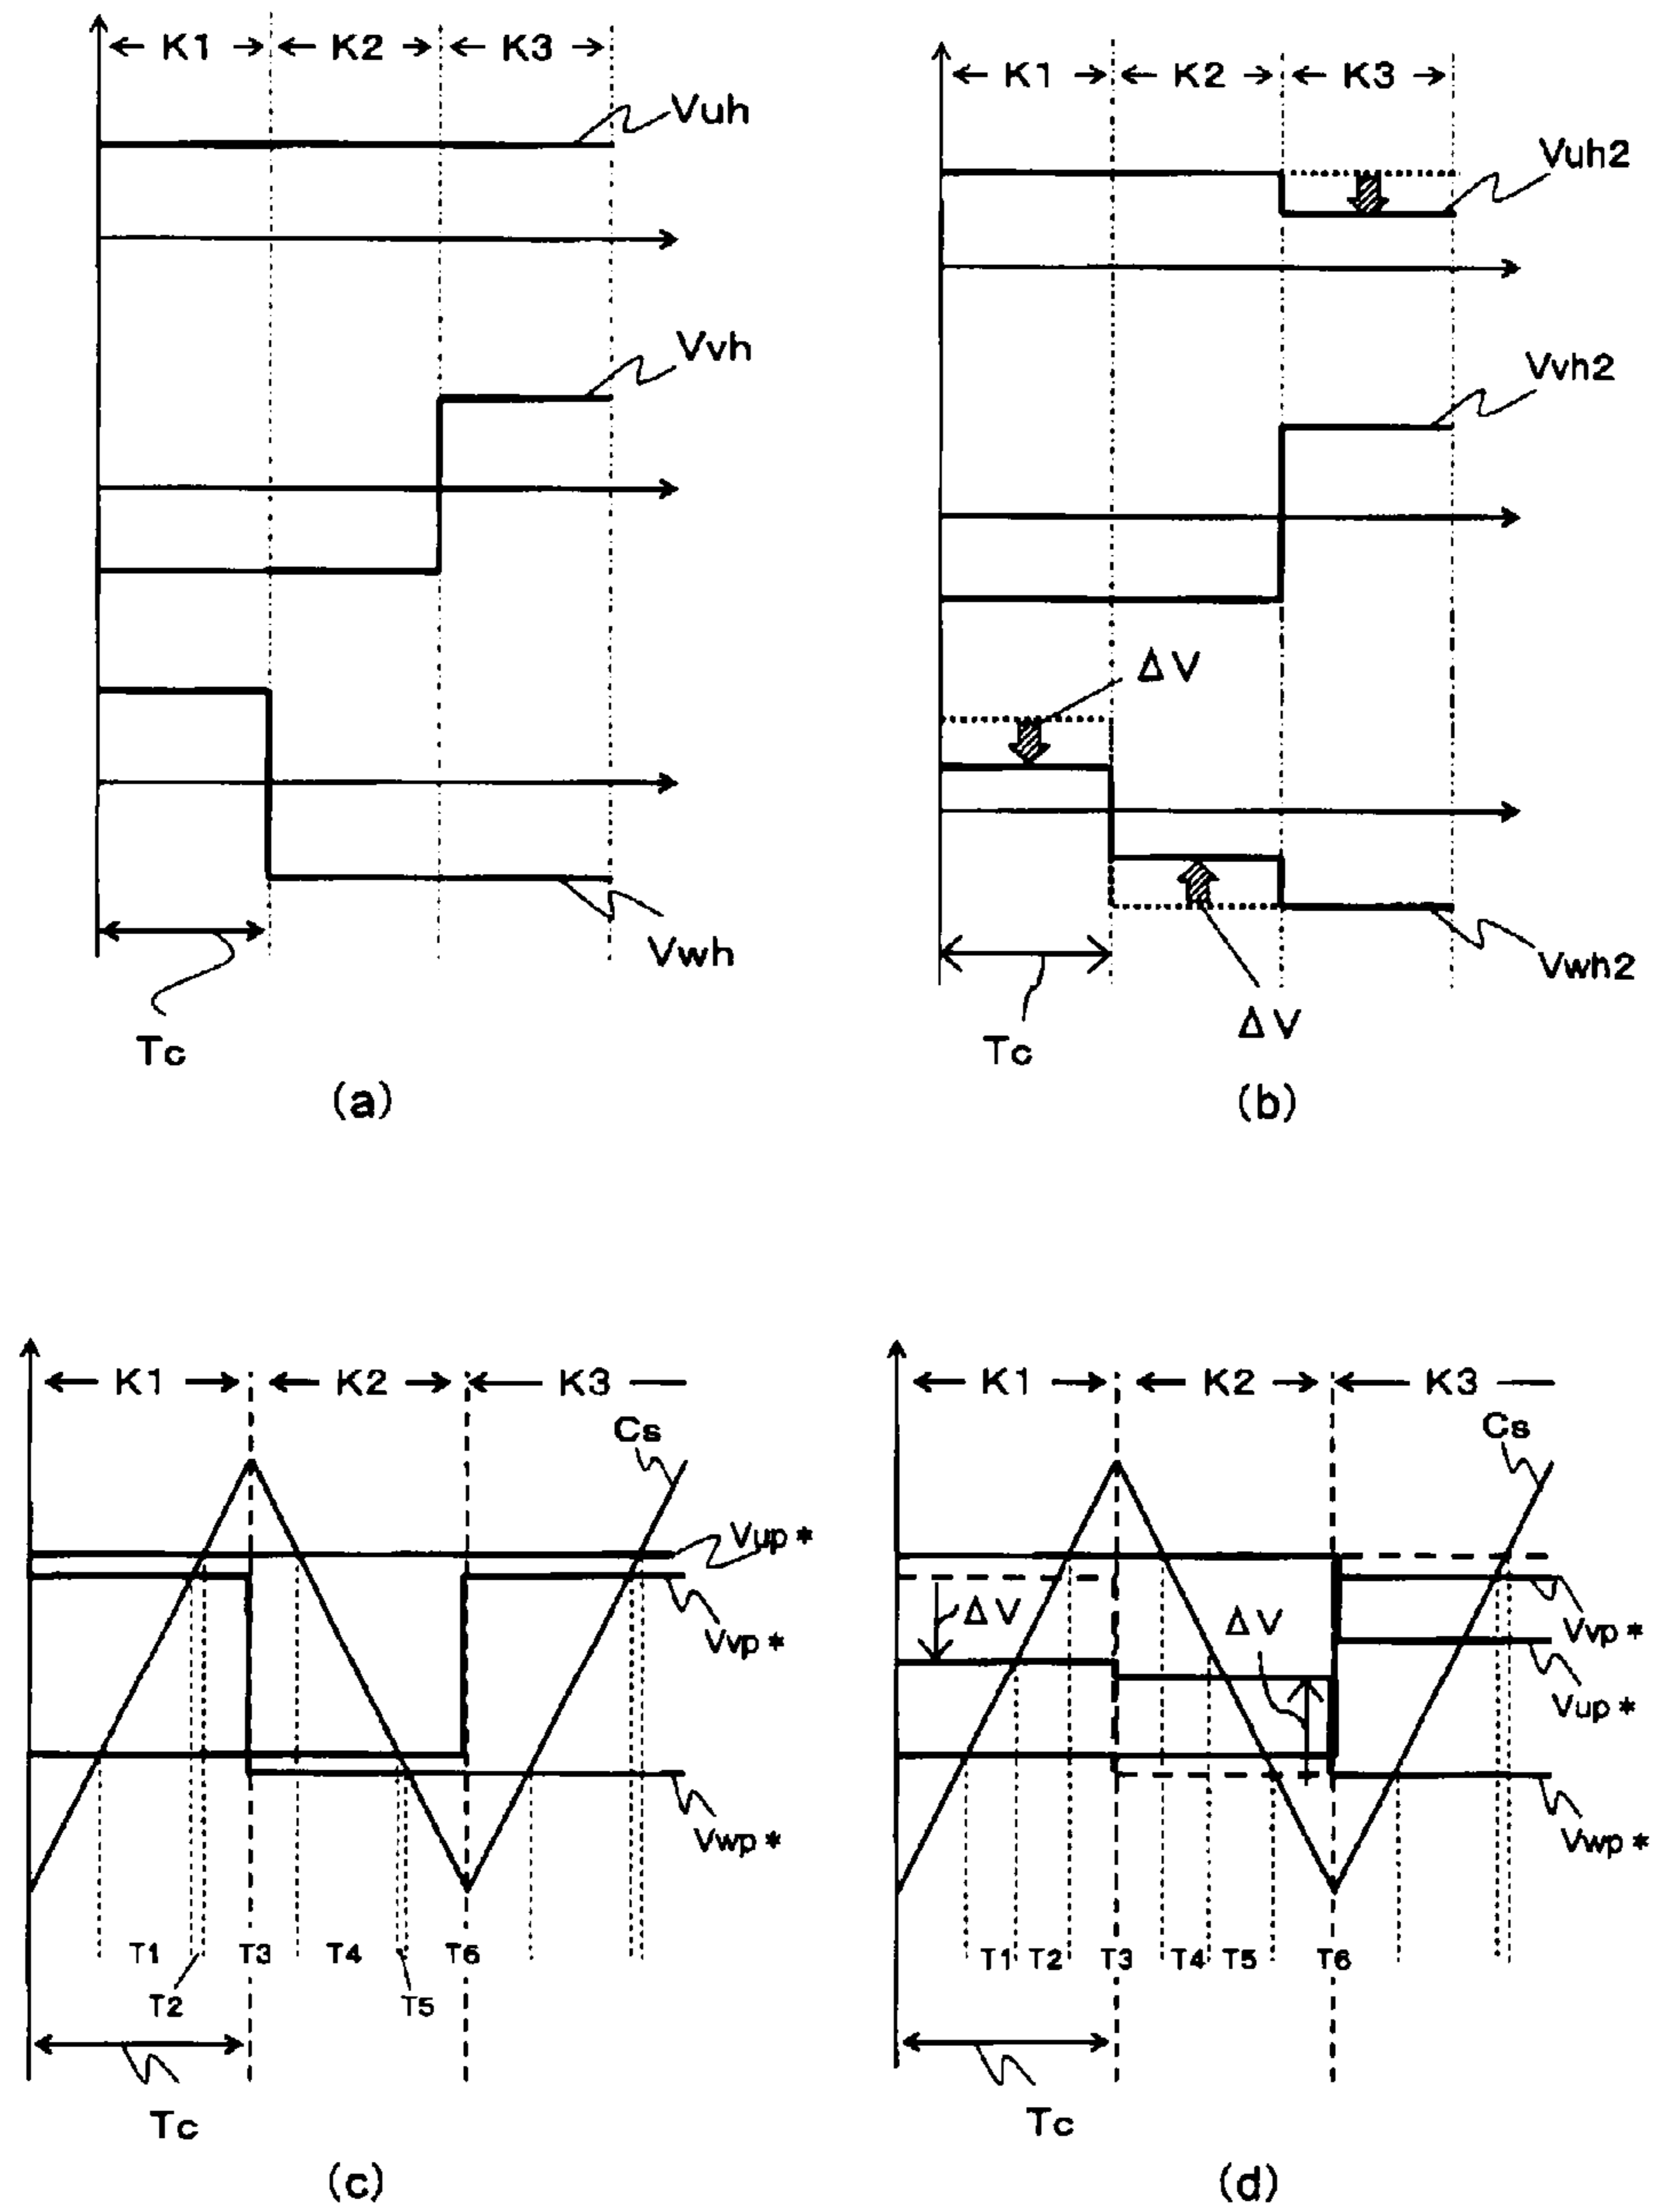 K1 K2 K3
Vuh
Vvh
Vwh
Tc
(a)
K1 K2 K3
Vuh2
Vvh2
ΔV
Vwh2
ΔV
Tc
(b)
K1 K2 K3
Cs
Vup*
Vvp*
Vwp*
T1 T3 T4 T6
T2 T5
Tc
(c)
K1 K2 K3
Cs
ΔV ΔV
Vvp*
Vup*
Vwp*
T1 T2 T3 T4 T5 T6
Tc
(d)